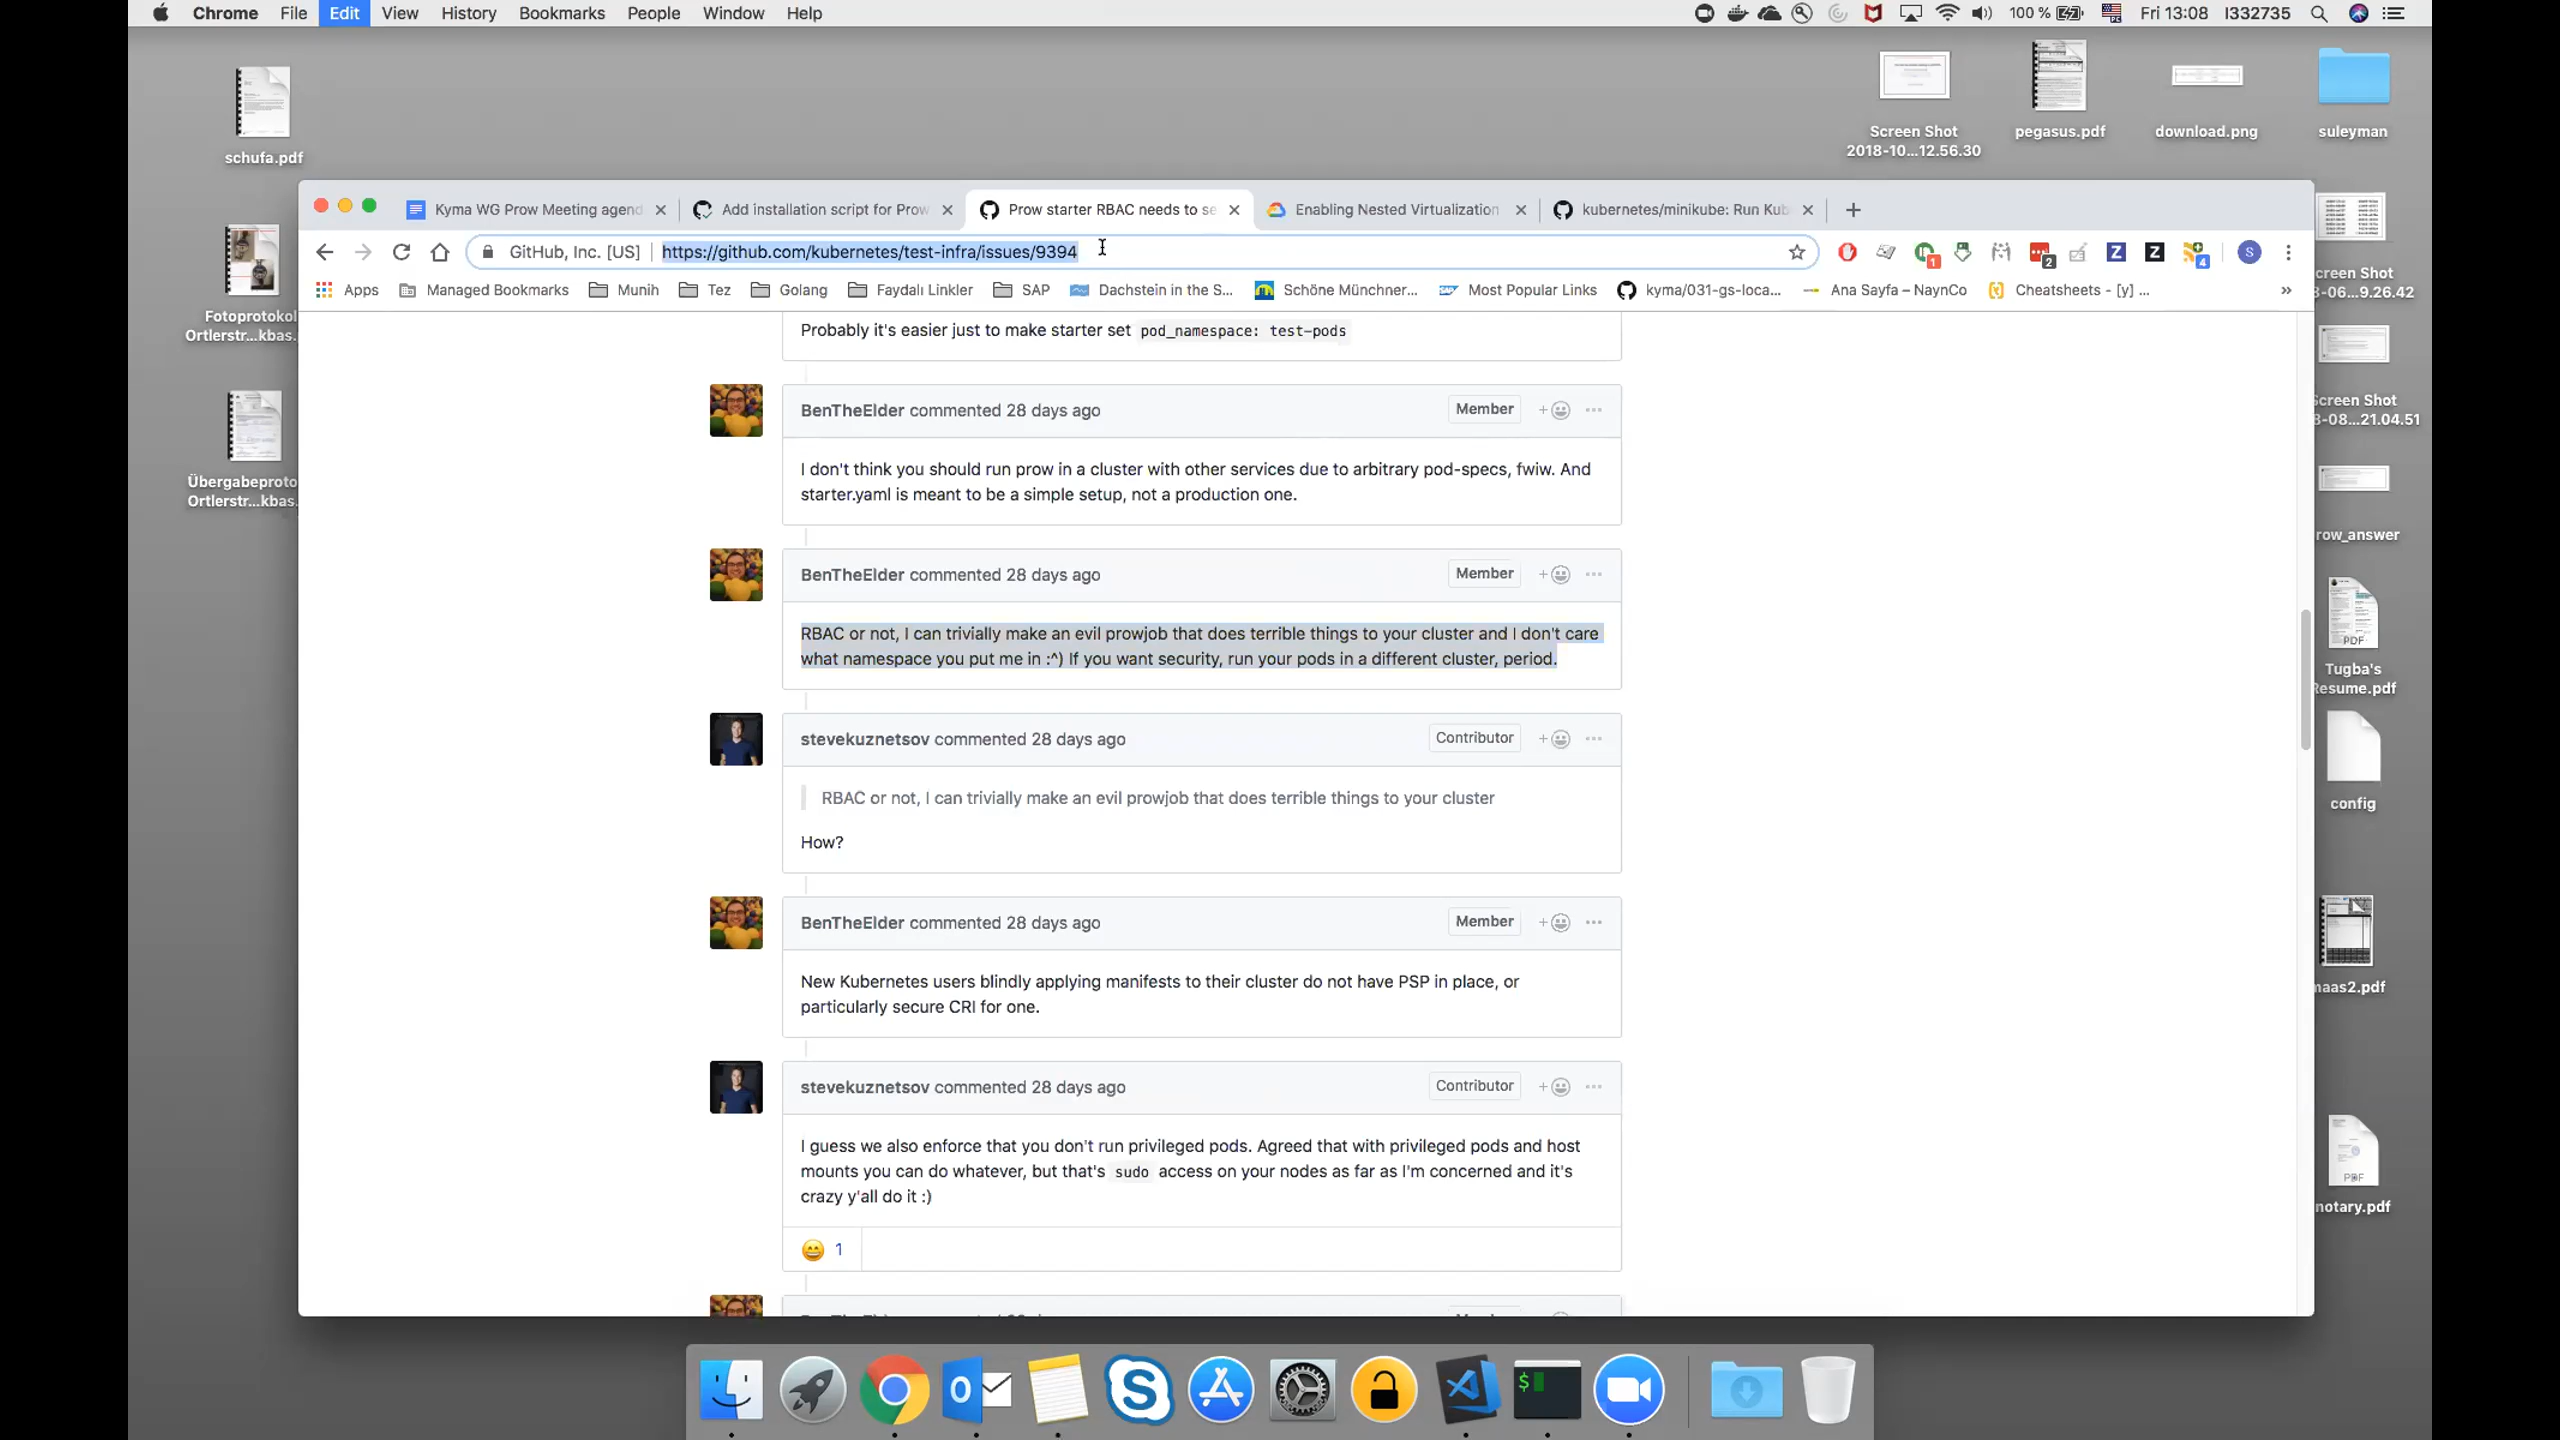 Chrome File Edit View History Bookmarks People Window Help
100 % Fri 13:08 I332735
schufa.pdf
Screen Shot
2018-10...12.56.30
pegasus.pdf
download.png
suleyman
Kyma WG Prow Meeting agend
Add installation script for Prow
Prow starter RBAC needs to se
Enabling Nested Virtualization
kubernetes/minikube: Run Kub
GitHub, Inc. [US] https://github.com/kubernetes/test-infra/issues/9394
1
2
Z
Z
4
S
Apps Managed Bookmarks Munih Tez Golang Faydalı Linkler SAP Dachstein in the S... Schöne Münchner... Most Popular Links kyma/031-gs-loca... Ana Sayfa – NaynCo Cheatsheets - [y] ... »
creen Shot
8-06...9.26.42
Fotoprotokol
Ortlerstr...kbas.
Screen Shot
8-08...21.04.51
Übergabeproto
Ortlerstr...kbas.
row_answer
PDF
Tugba's
Resume.pdf
config
maas2.pdf
PDF
notary.pdf
Probably it's easier just to make starter set pod_namespace: test-pods
BenTheElder commented 28 days ago Member
I don't think you should run prow in a cluster with other services due to arbitrary pod-specs, fwiw. And
starter.yaml is meant to be a simple setup, not a production one.
BenTheElder commented 28 days ago Member
RBAC or not, I can trivially make an evil prowjob that does terrible things to your cluster and I don't care
what namespace you put me in :^) If you want security, run your pods in a different cluster, period.
stevekuznetsov commented 28 days ago Contributor
RBAC or not, I can trivially make an evil prowjob that does terrible things to your cluster
How?
BenTheElder commented 28 days ago Member
New Kubernetes users blindly applying manifests to their cluster do not have PSP in place, or
particularly secure CRI for one.
stevekuznetsov commented 28 days ago Contributor
I guess we also enforce that you don't run privileged pods. Agreed that with privileged pods and host
mounts you can do whatever, but that's sudo access on your nodes as far as I'm concerned and it's
crazy y'all do it :)
1